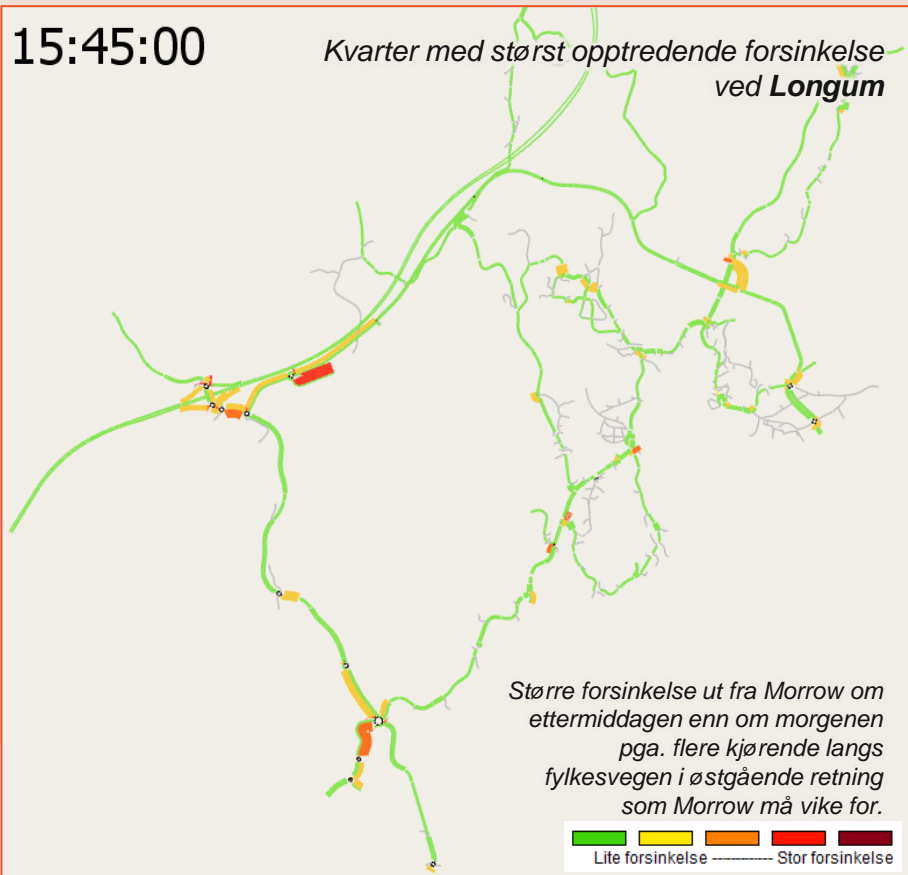 15:45:00
Kvarter med størst opptredende forsinkelse
ved Longum
Større forsinkelse ut fra Morrow om
ettermiddagen enn om morgenen
pga. flere kjørende langs
fylkesvegen i østgående retning
som Morrow må vike for.
Lite forsinkelse ----------- Stor forsinkelse